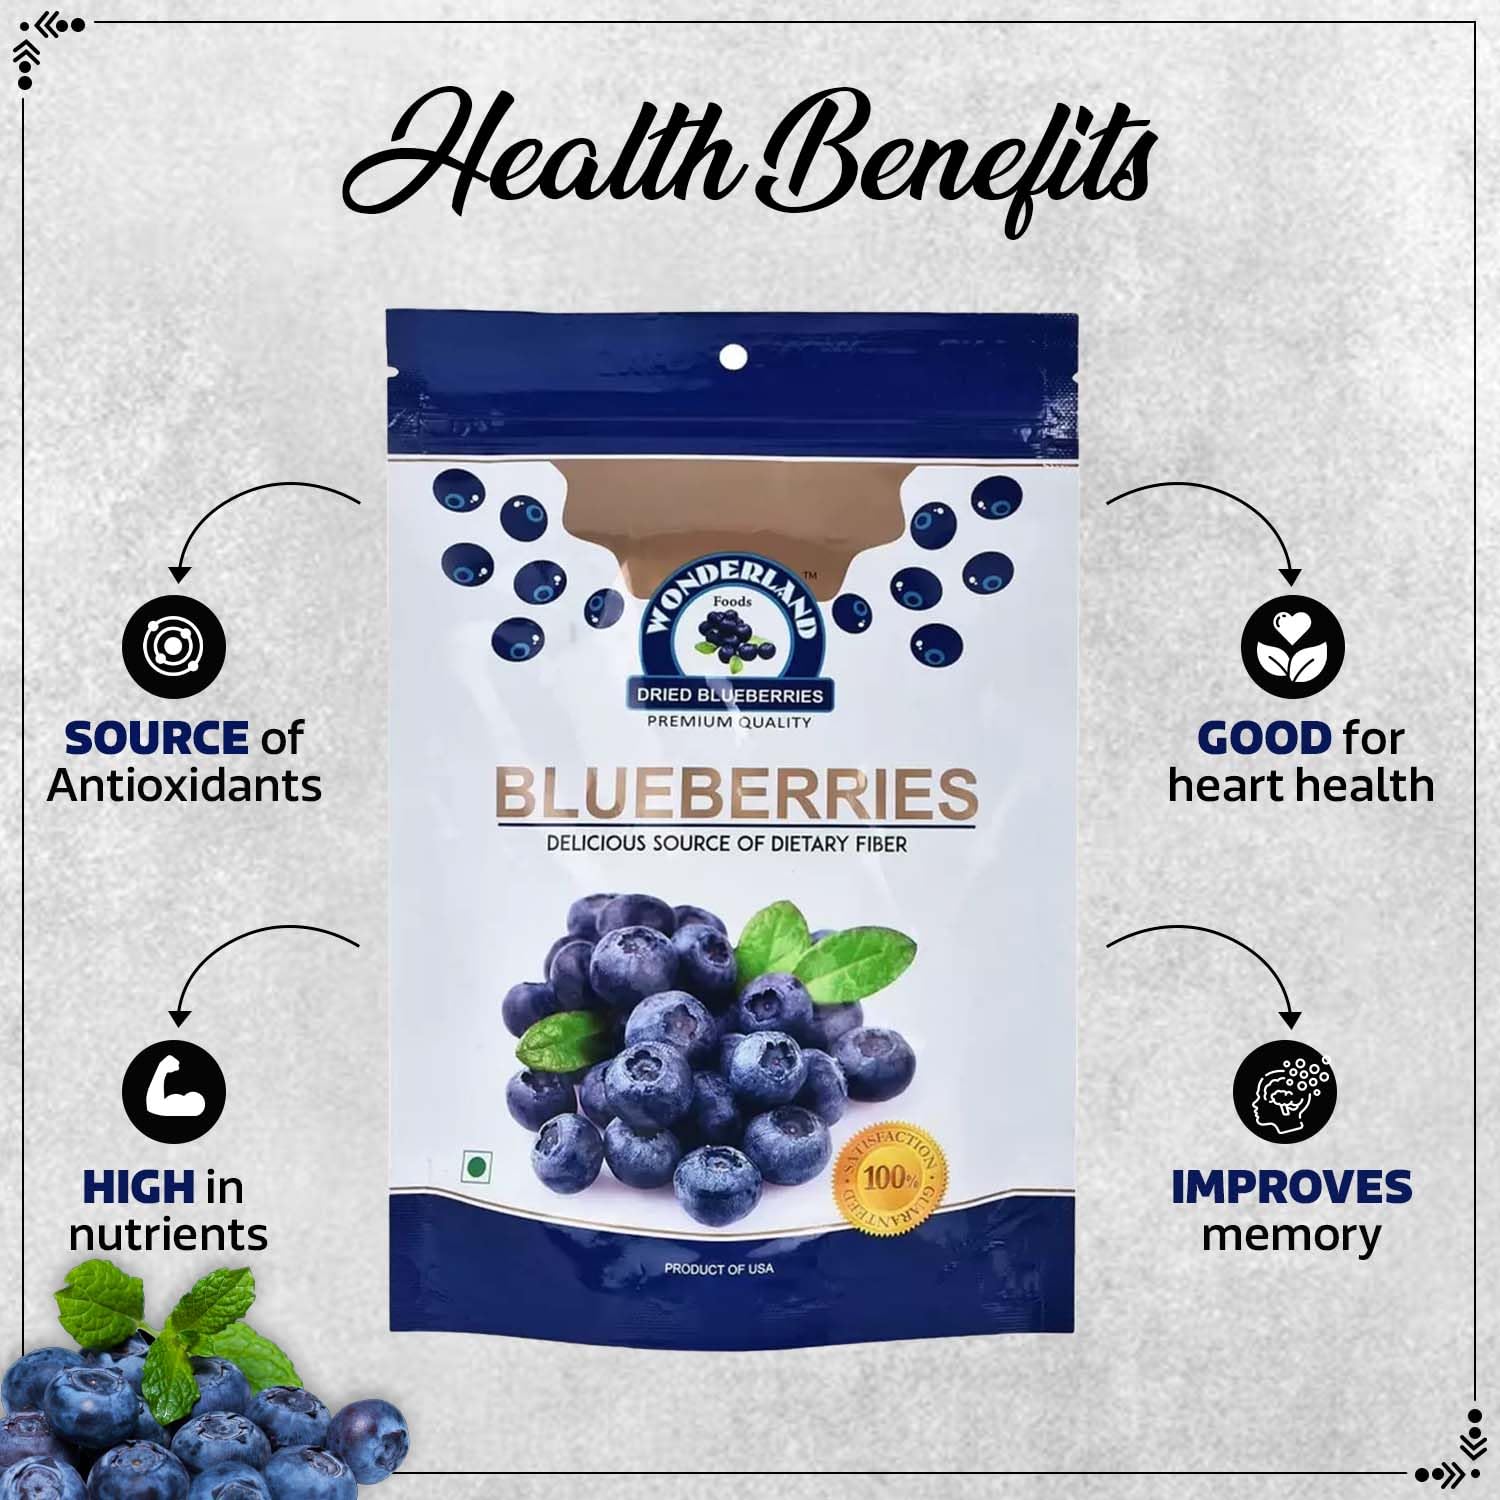 Health Benefits
WONDERLAND
TM
Foods
DRIED BLUEBERRIES
PREMIUM QUALITY
BLUEBERRIES
DELICIOUS SOURCE OF DIETARY FIBER
SOURCE of
Antioxidants
GOOD for
heart health
HIGH in
nutrients
IMPROVES
memory
SATISFACTION
100%
GUARANTEED
PRODUCT OF USA